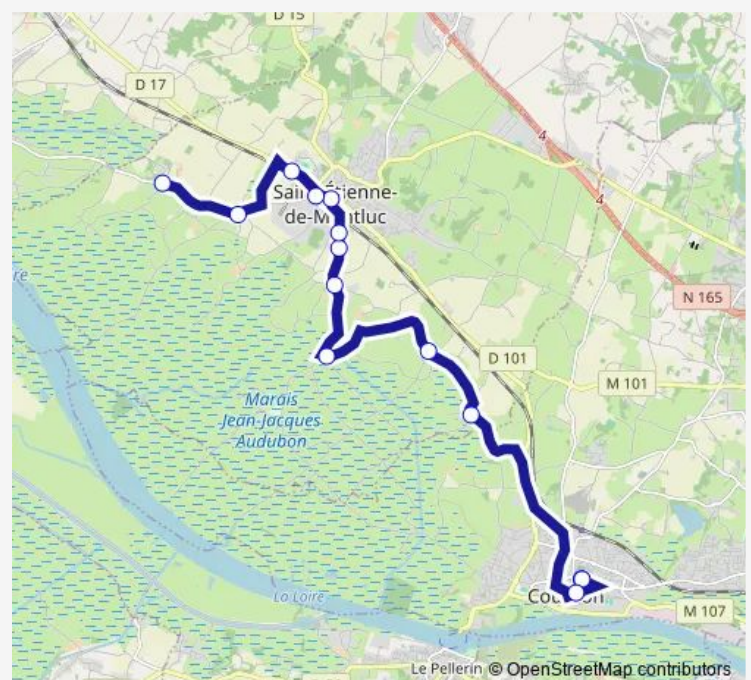 D 15
D 17
4
Saint-Étienne-
de-Montluc
4
re
N 165
D 101
M 101
Marais
Jean-Jacques
Audubon
La Loire
M 107
Le Pellerin © OpenStreetMap contributors